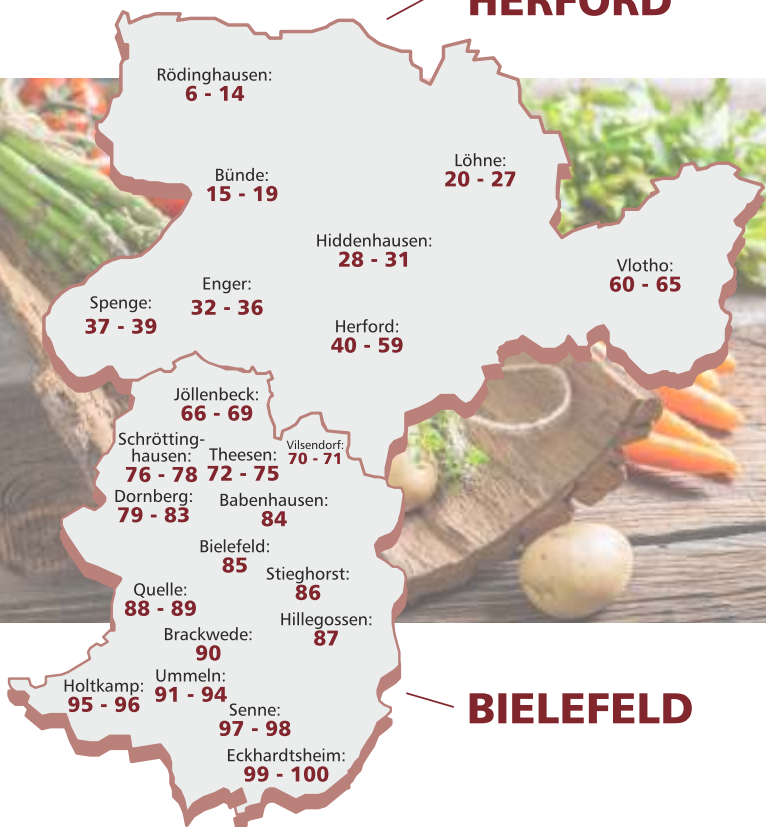 HERFORD
Rödinghausen:
6 - 14
Löhne:
20 - 27
Bünde:
15 - 19
Hiddenhausen:
28 - 31
Vlotho:
60 - 65
Enger:
32 - 36
Spenge:
37 - 39
Herford:
40 - 59
Jöllenbeck:
66 - 69
Schrötting-
hausen:
76 - 78
Theesen:
72 - 75
Vilsendorf:
70 - 71
Dornberg:
79 - 83
Babenhausen:
84
Bielefeld:
85
Stieghorst:
86
Quelle:
88 - 89
Hillegossen:
87
Brackwede:
90
Ummeln:
91 - 94
Holtkamp:
95 - 96
Senne:
97 - 98
BIELEFELD
Eckhardtsheim:
99 - 100